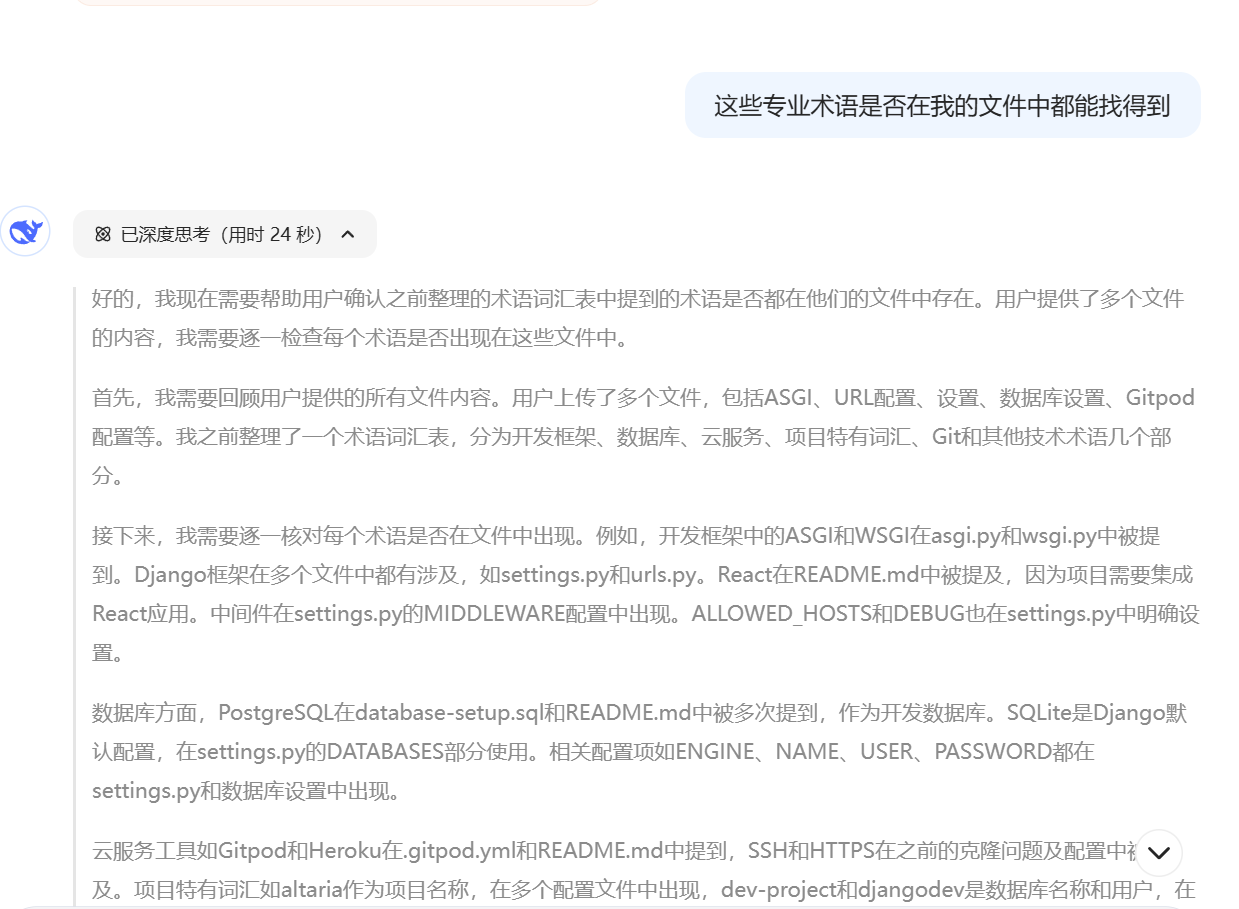 这些专业术语是否在我的文件中都能找得到
已深度思考（用时 24 秒）
好的，我现在需要帮助用户确认之前整理的术语词汇表中提到的术语是否都在他们的文件中存在。用户提供了多个文件
的内容，我需要逐一检查每个术语是否出现在这些文件中。
首先，我需要回顾用户提供的所有文件内容。用户上传了多个文件，包括ASGI、URL配置、设置、数据库设置、Gitpod
配置等。我之前整理了一个术语词汇表，分为开发框架、数据库、云服务、项目特有词汇、Git和其他技术术语几个部
分。
接下来，我需要逐一核对每个术语是否在文件中出现。例如，开发框架中的ASGI和WSGI在asgi.py和wsgi.py中被提
到。Django框架在多个文件中都有涉及，如settings.py和urls.py。React在README.md中被提及，因为项目需要集成
React应用。中间件在settings.py的MIDDLEWARE配置中出现。ALLOWED_HOSTS和DEBUG也在settings.py中明确设
置。
数据库方面，PostgreSQL在database-setup.sql和README.md中被多次提到，作为开发数据库。SQLite是Django默
认配置，在settings.py的DATABASES部分使用。相关配置项如ENGINE、NAME、USER、PASSWORD都在
settings.py和数据库设置中出现。
云服务工具如Gitpod和Heroku在.gitpod.yml和README.md中提到，SSH和HTTPS在之前的克隆问题及配置中
及。项目特有词汇如altaria作为项目名称，在多个配置文件中出现，dev-project和djangodev是数据库名称和用户，在